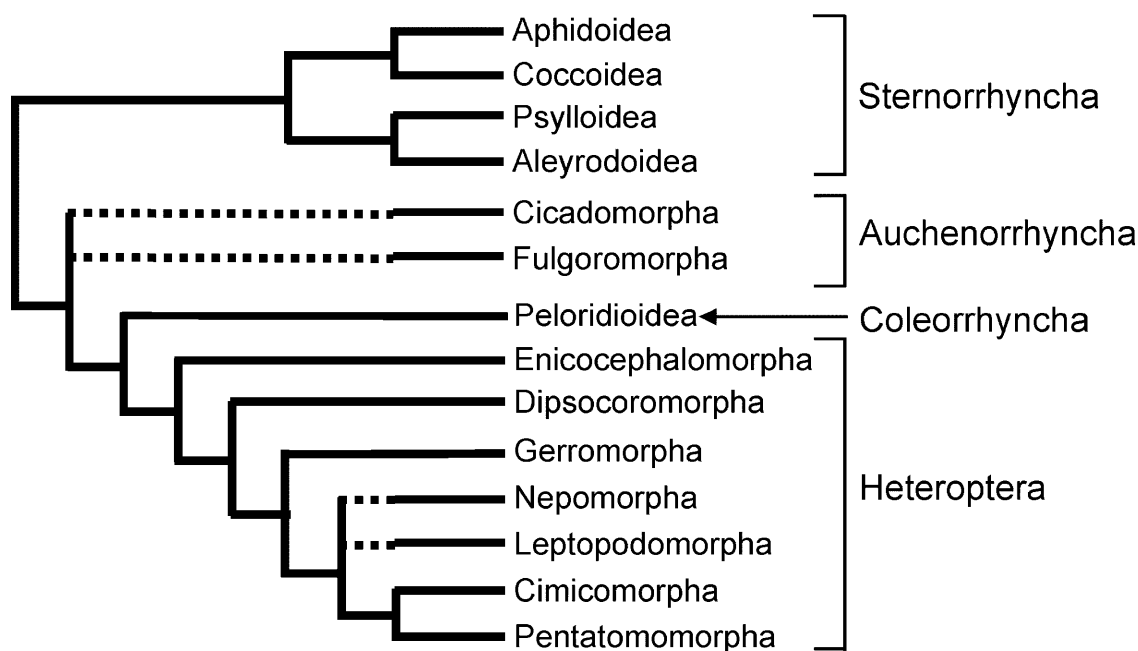 Aphidoidea
Coccoidea
Psylloidea
Aleyrodoidea
Sternorrhyncha
Cicadomorpha
Fulgoromorpha
Auchenorrhyncha
Peloridioidea
Coleorrhyncha
Enicocephalomorpha
Dipsocoromorpha
Gerromorpha
Nepomorpha
Leptopodomorpha
Cimicomorpha
Pentatomomorpha
Heteroptera